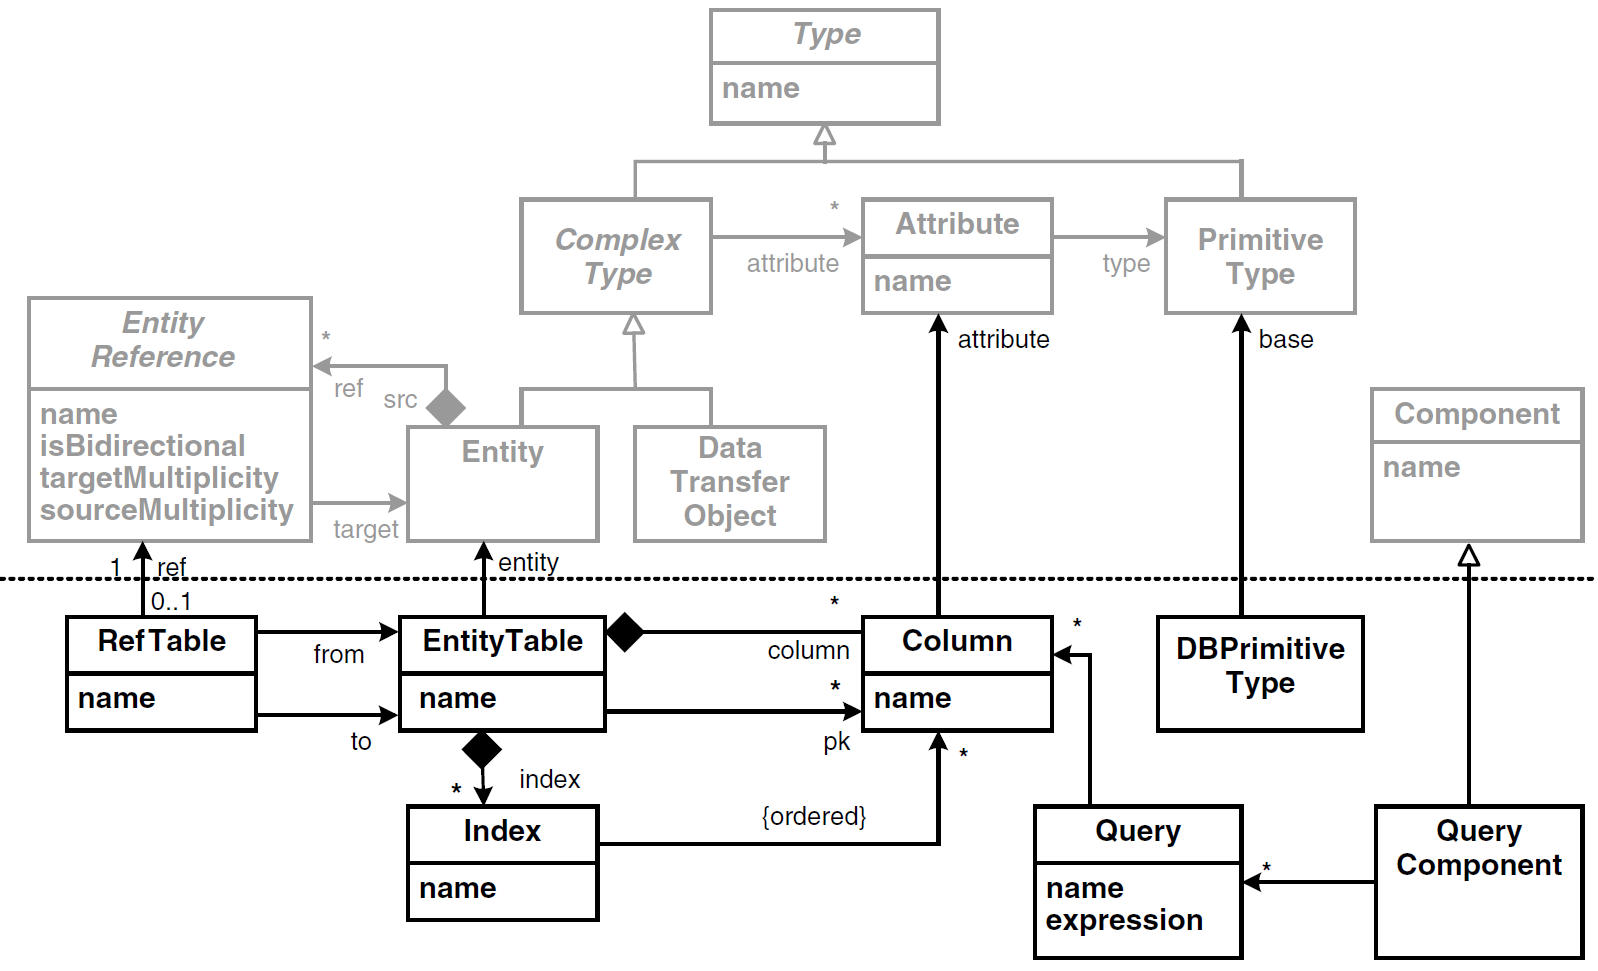 Type
name
Complex
Type
*
attribute
Attribute
name
type
Primitive
Type
Entity
Reference
name
isBidirectional
targetMultiplicity
sourceMultiplicity
*
ref
src
target
Entity
Data
Transfer
Object
attribute
base
Component
name
1
ref
0..1
entity
RefTable
name
from
to
EntityTable
name
*
column
*
pk
Column
name
*
DBPrimitive
Type
*
index
Index
name
{ordered}
*
Query
name
expression
*
Query
Component